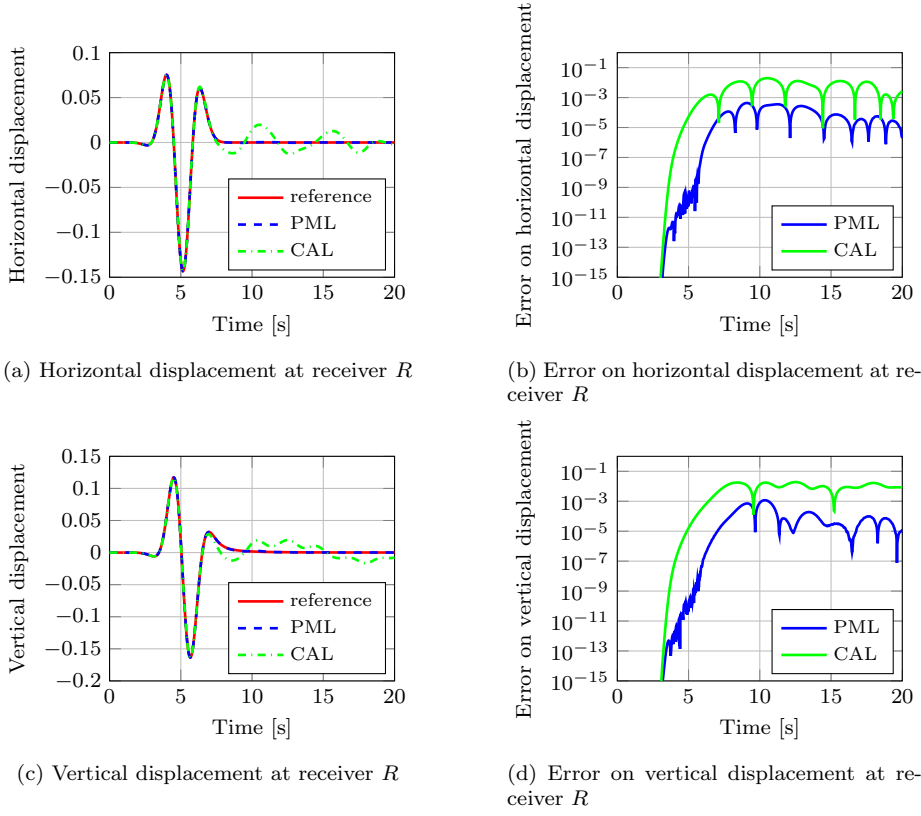 0.1
0.05
0
−0.05
−0.1
−0.15
0
5
10
15
20
Horizontal displacement
Time [s]
reference
PML
CAL
(a) Horizontal displacement at receiver R
10−1
10−3
10−5
10−7
10−9
10−11
10−13
10−15
0
5
10
15
20
Error on horizontal displacement
Time [s]
PML
CAL
(b) Error on horizontal displacement at re-
ceiver R
0.15
0.1
0.05
0
−0.05
−0.1
−0.15
−0.2
0
5
10
15
20
Vertical displacement
Time [s]
reference
PML
CAL
(c) Vertical displacement at receiver R
10−1
10−3
10−5
10−7
10−9
10−11
10−13
10−15
0
5
10
15
20
Error on vertical displacement
Time [s]
PML
CAL
(d) Error on vertical displacement at re-
ceiver R